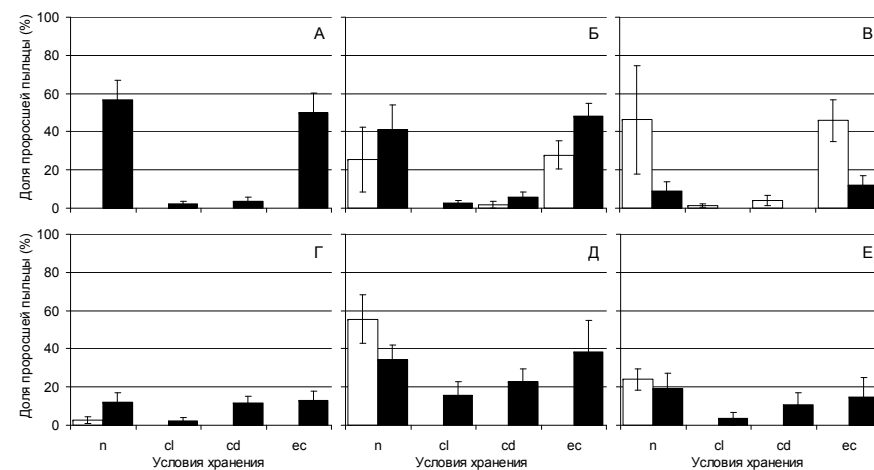 Доля проросшей пыльцы (%)
100
80
60
40
20
0
А
Б
В
Доля проросшей пыльцы (%)
100
80
60
40
20
0
Г
Д
Е
n cl cd ec
n cl cd ec
n cl cd ec
Условия хранения
Условия хранения
Условия хранения